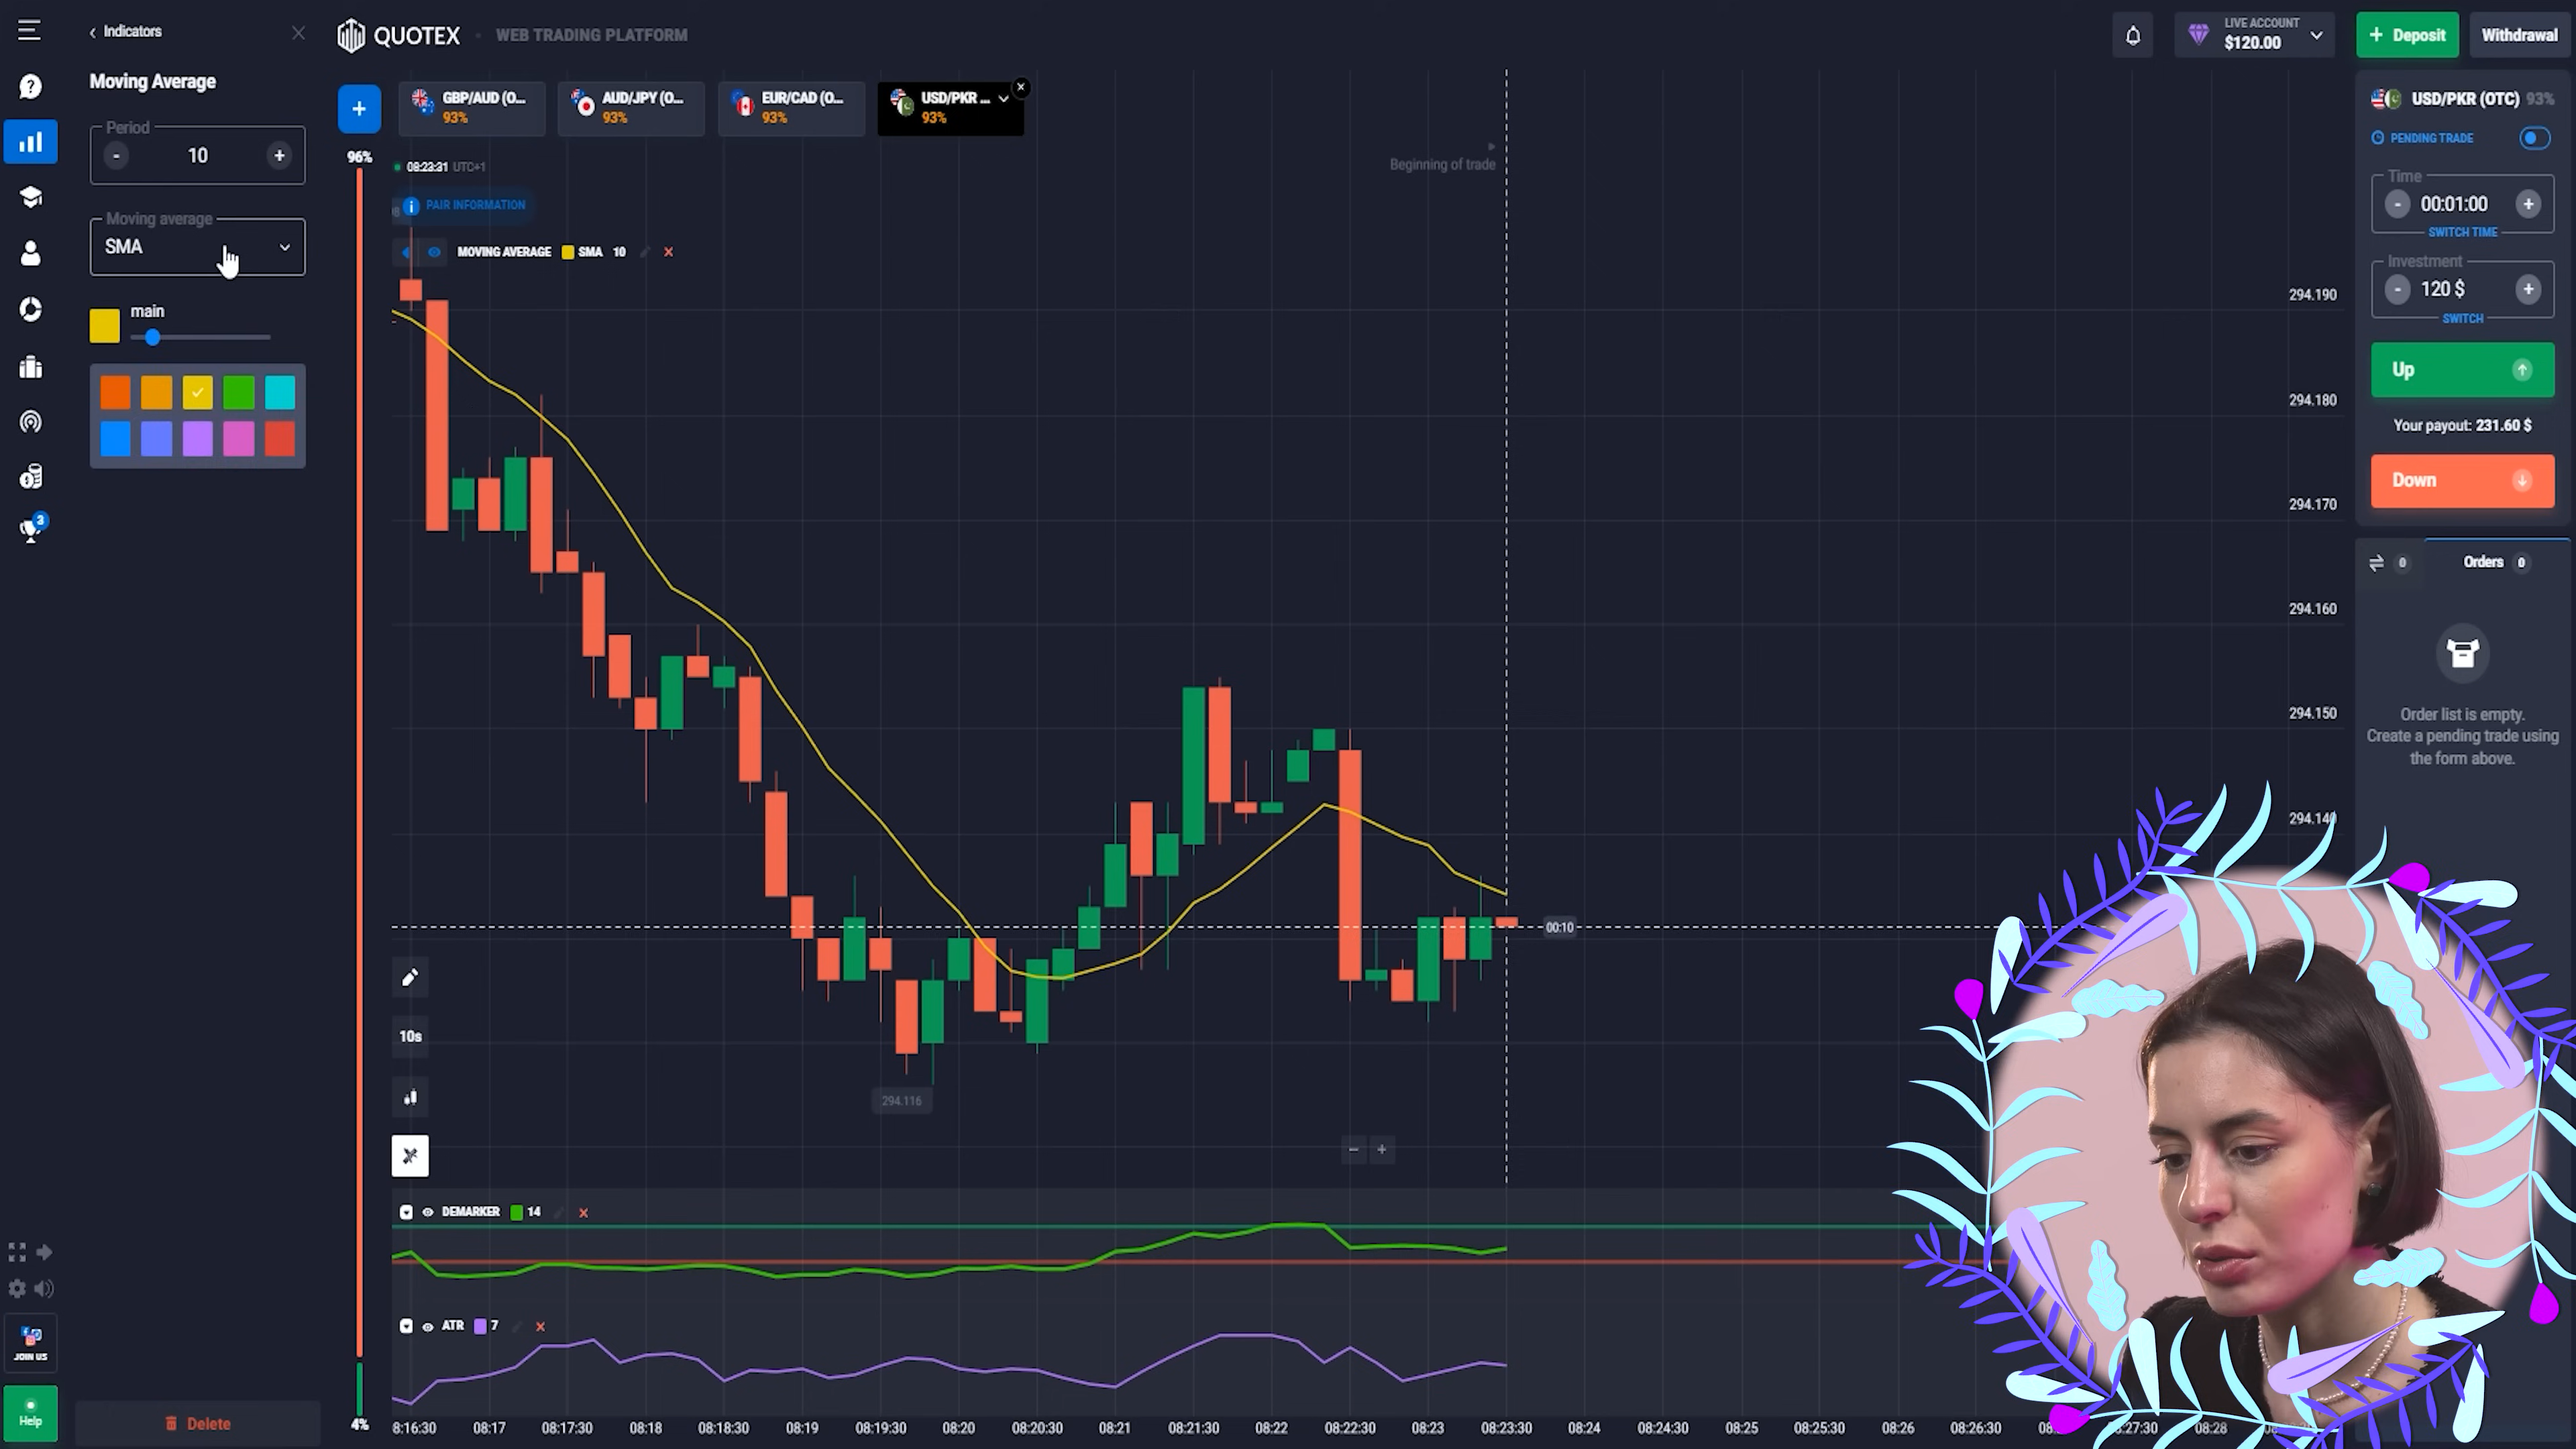 Indicators
QUOTEX
WEB TRADING PLATFORM
LIVE ACCOUNT
$120.00
Deposit
Withdrawal
Moving Average
Period
- 10 +
Moving average
SMA
main
GBP/AUD (O...
93%
AUD/JPY (O...
93%
EUR/CAD (O...
93%
USD/PKR ...
93%
96%
08:23:31 UTC+1
PAIR INFORMATION
MOVING AVERAGE SMA 10
Beginning of trade
294.190
294.180
294.170
294.160
294.150
294.140
00:10
294.116
10s
USD/PKR (OTC) 93%
PENDING TRADE
Time
- 00:01:00 +
SWITCH TIME
Investment
- 120 $ +
SWITCH
Up
Your payout: 231.60 $
Down
0
Orders 0
Order list is empty.
Create a pending trade using
the form above.
3
JOIN US
Help
Delete
DEMARKER 14
ATR 7
4%
8:16:30 08:17 08:17:30 08:18 08:18:30 08:19 08:19:30 08:20 08:20:30 08:21 08:21:30 08:22 08:22:30 08:23 08:23:30 08:24 08:24:30 08:25 08:25:30 08:26 08:26:30 08:28